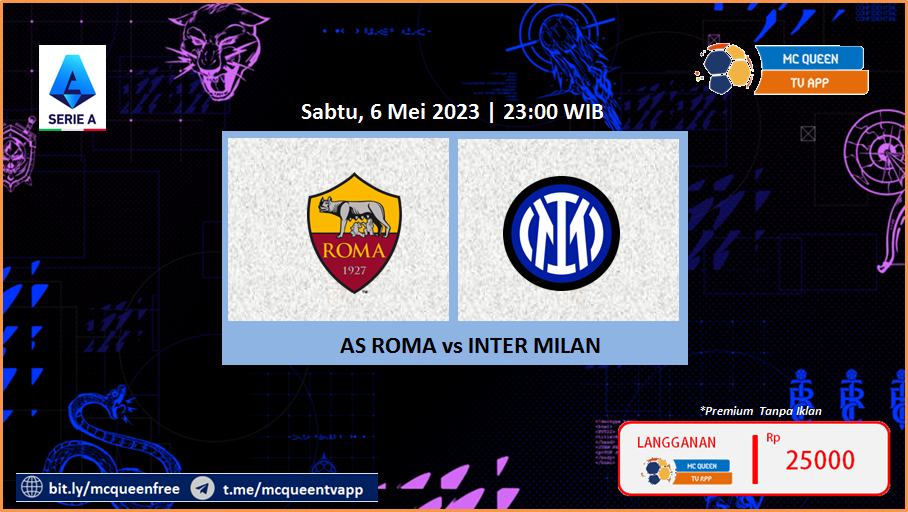 SERIE A
MC QUEEN
TV APP
Sabtu, 6 Mei 2023 | 23:00 WIB
ROMA
1927
AS ROMA vs INTER MILAN
*Premium Tanpa Iklan
LANGGANAN
MC QUEEN
TV APP
Rp
25000
bit.ly/mcqueenfree
t.me/mcqueentvapp